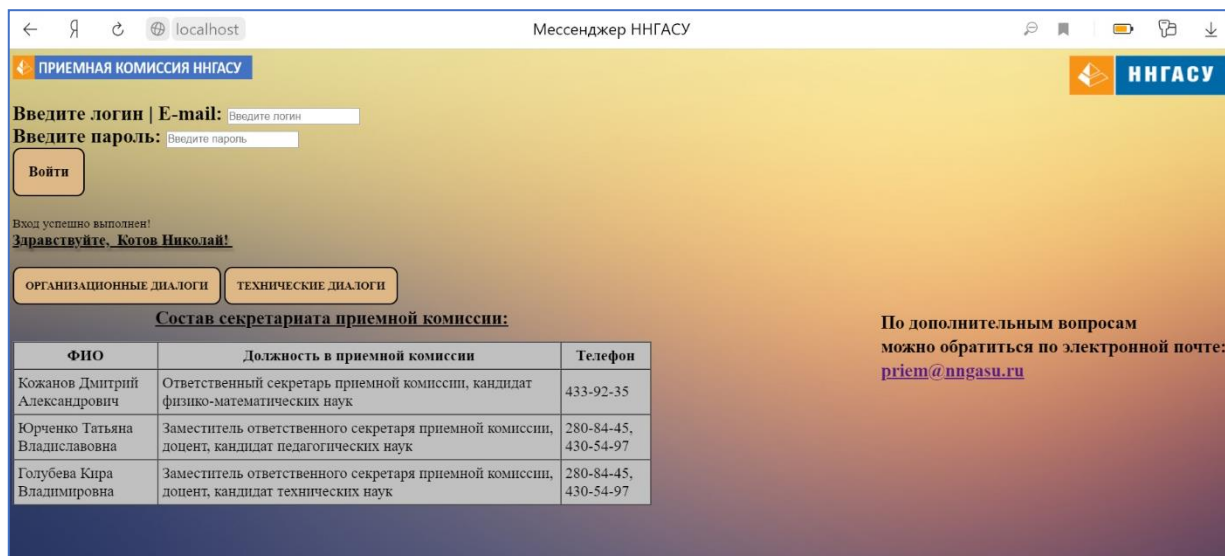 localhost
Мессенджер ННГАСУ
ПРИЕМНАЯ КОМИССИЯ ННГАСУ
ННГАСУ
Введите логин | E-mail: Введите логин
Введите пароль: Введите пароль
Войти
Вход успешно выполнен!
Здравствуйте, Котов Николай!
ОРГАНИЗАЦИОННЫЕ ДИАЛОГИ
ТЕХНИЧЕСКИЕ ДИАЛОГИ
Состав секретариата приемной комиссии:
ФИО
Должность в приемной комиссии
Телефон
Кожанов Дмитрий
Александрович
Ответственный секретарь приемной комиссии, кандидат
физико-математических наук
433-92-35
Юрченко Татьяна
Владиславовна
Заместитель ответственного секретаря приемной комиссии,
доцент, кандидат педагогических наук
280-84-45,
430-54-97
Голубева Кира
Владимировна
Заместитель ответственного секретаря приемной комиссии,
доцент, кандидат технических наук
280-84-45,
430-54-97
По дополнительным вопросам
можно обратиться по электронной почте:
priem@nngasu.ru